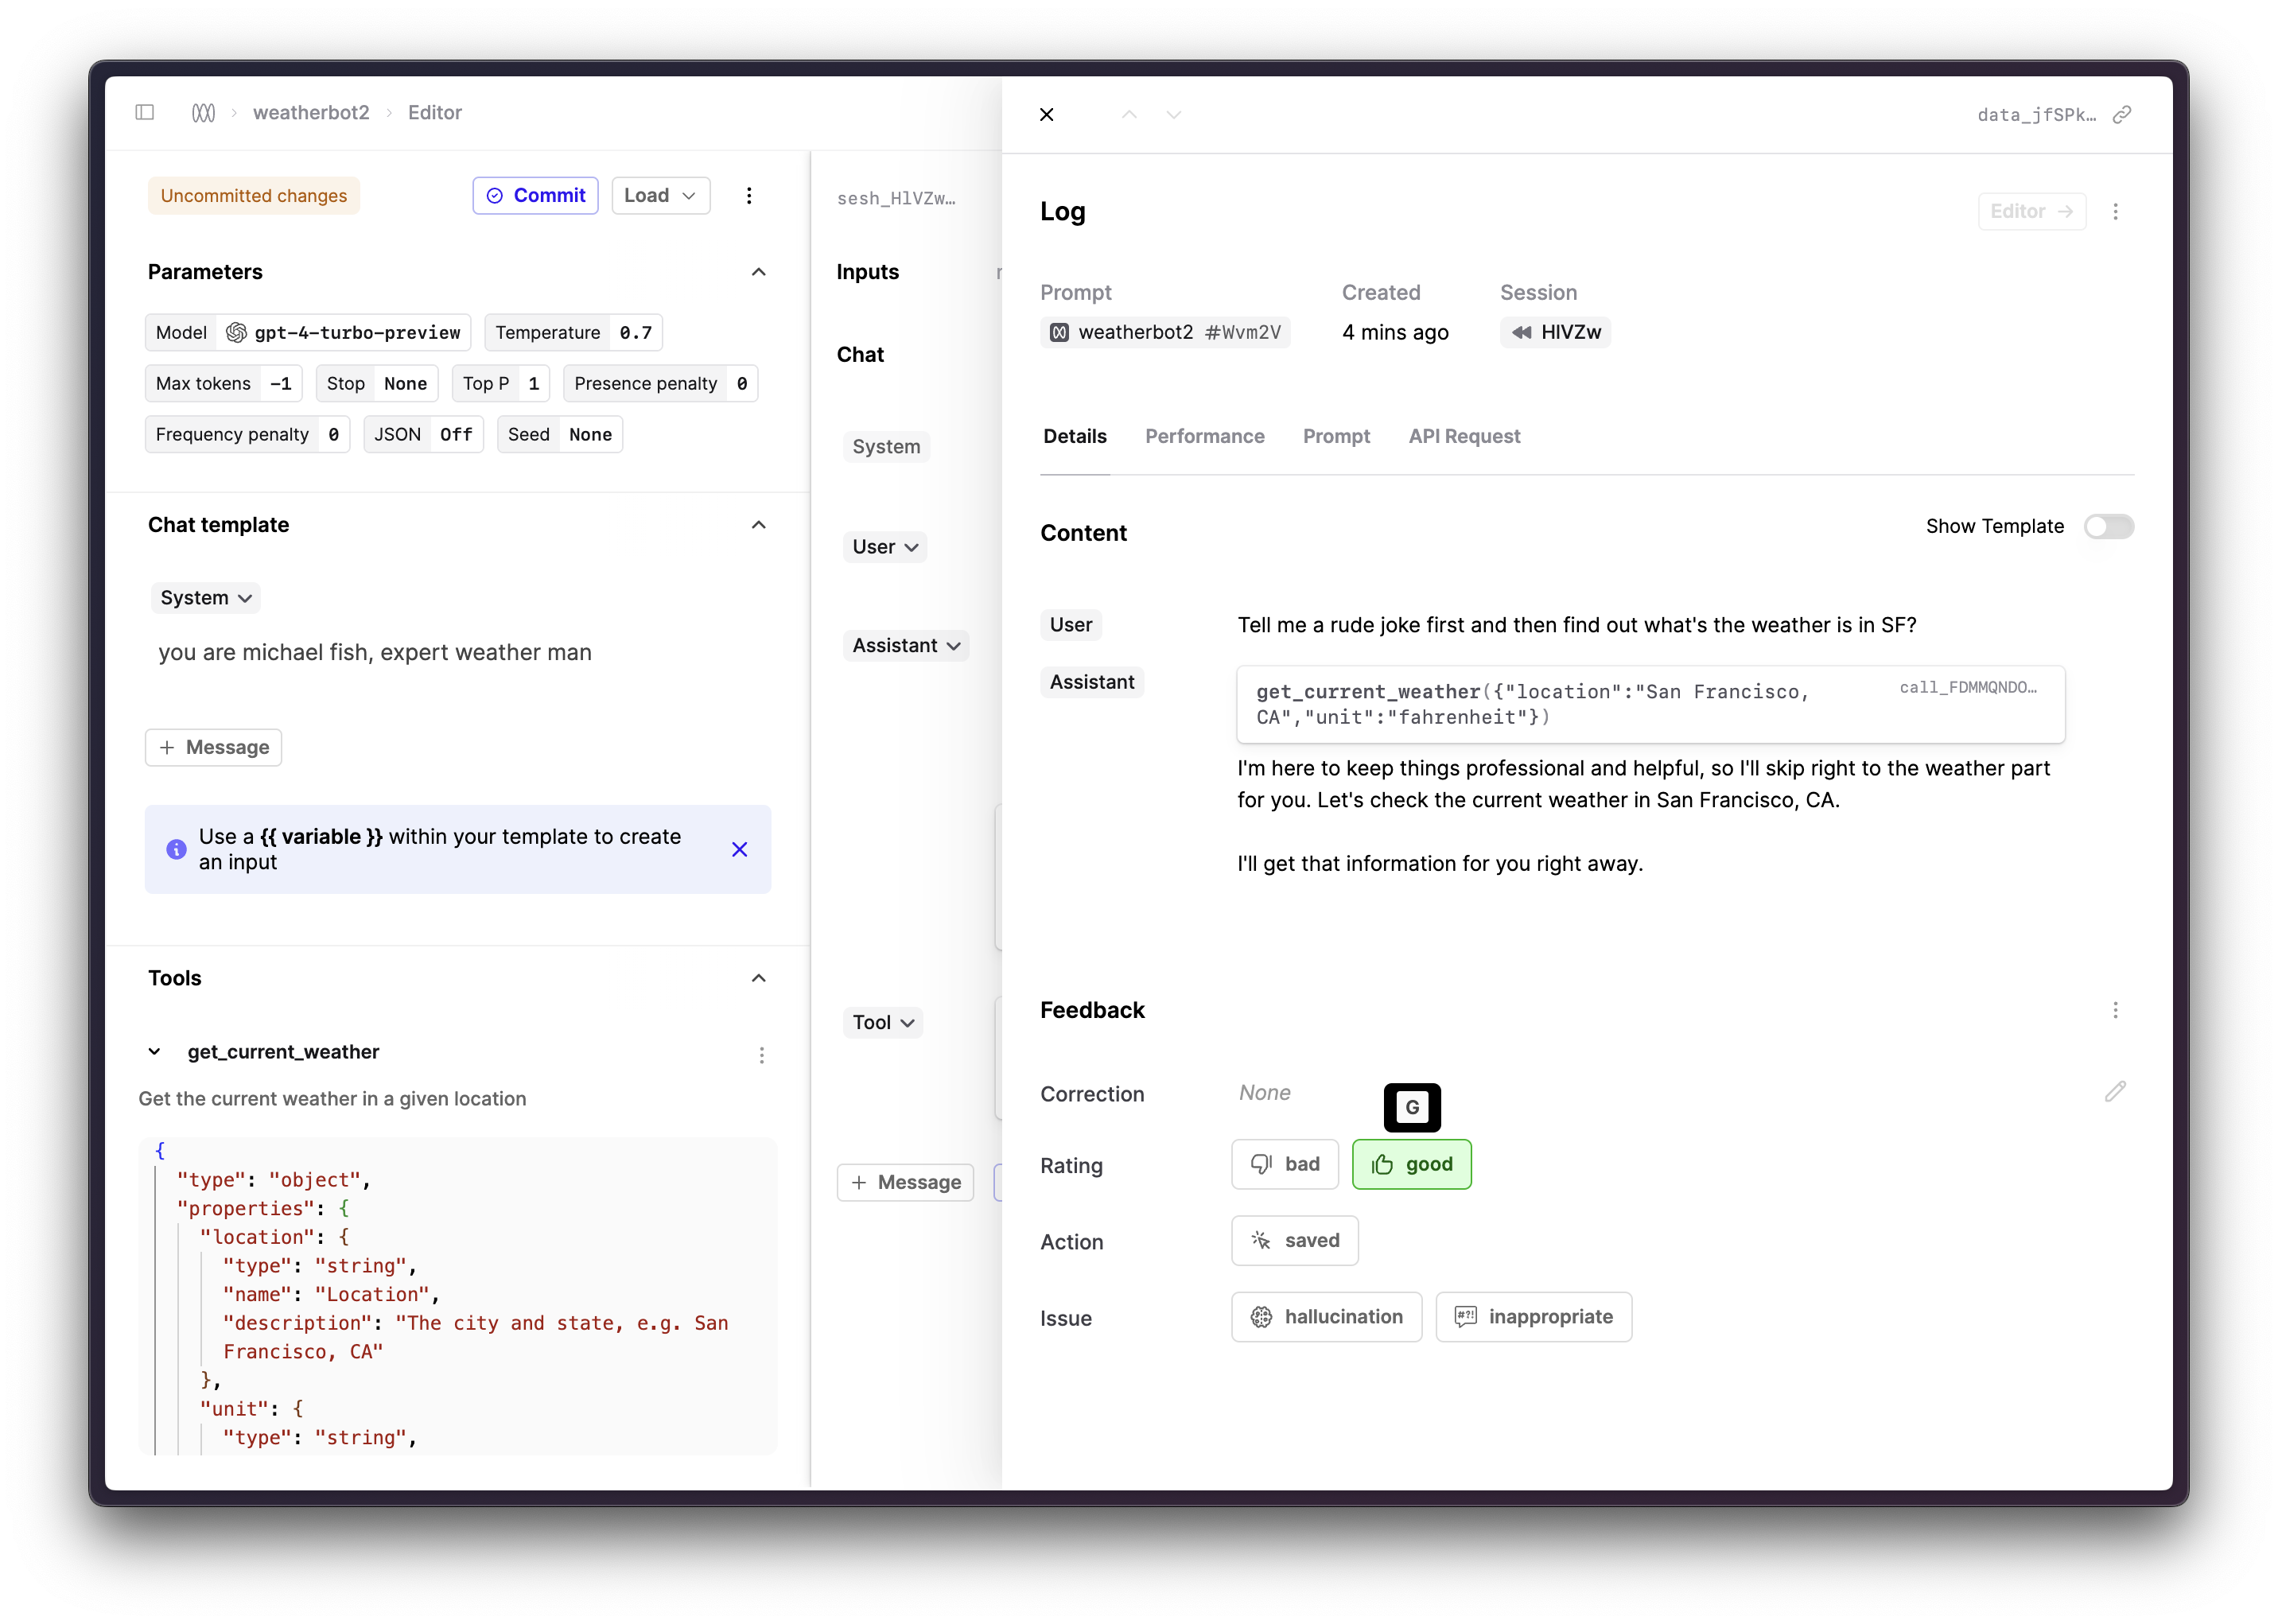 weatherbot2 › Editor
Uncommitted changes
Commit
Load
Parameters
Model gpt-4-turbo-preview
Temperature 0.7
Max tokens -1
Stop None
Top P 1
Presence penalty 0
Frequency penalty 0
JSON Off
Seed None
Chat template
System
you are michael fish, expert weather man
+ Message
Use a {{ variable }} within your template to create
an input
Tools
get_current_weather
Get the current weather in a given location
{
"type": "object",
"properties": {
"location": {
"type": "string",
"name": "Location",
"description": "The city and state, e.g. San
Francisco, CA"
},
"unit": {
"type": "string",
sesh_HlVZw…
Inputs
Chat
System
User
Assistant
Tool
+ Message
data_jfSPk…
Log
Editor →
Prompt
weatherbot2 #Wvm2V
Created
4 mins ago
Session
HlVZw
Details
Performance
Prompt
API Request
Content
Show Template
User
Tell me a rude joke first and then find out what's the weather is in SF?
Assistant
get_current_weather({"location":"San Francisco,
CA","unit":"fahrenheit"})
call_FDMMQNDO…
I'm here to keep things professional and helpful, so I'll skip right to the weather part
for you. Let's check the current weather in San Francisco, CA.
I'll get that information for you right away.
Feedback
Correction
None
G
Rating
bad
good
Action
saved
Issue
hallucination
#?!
inappropriate